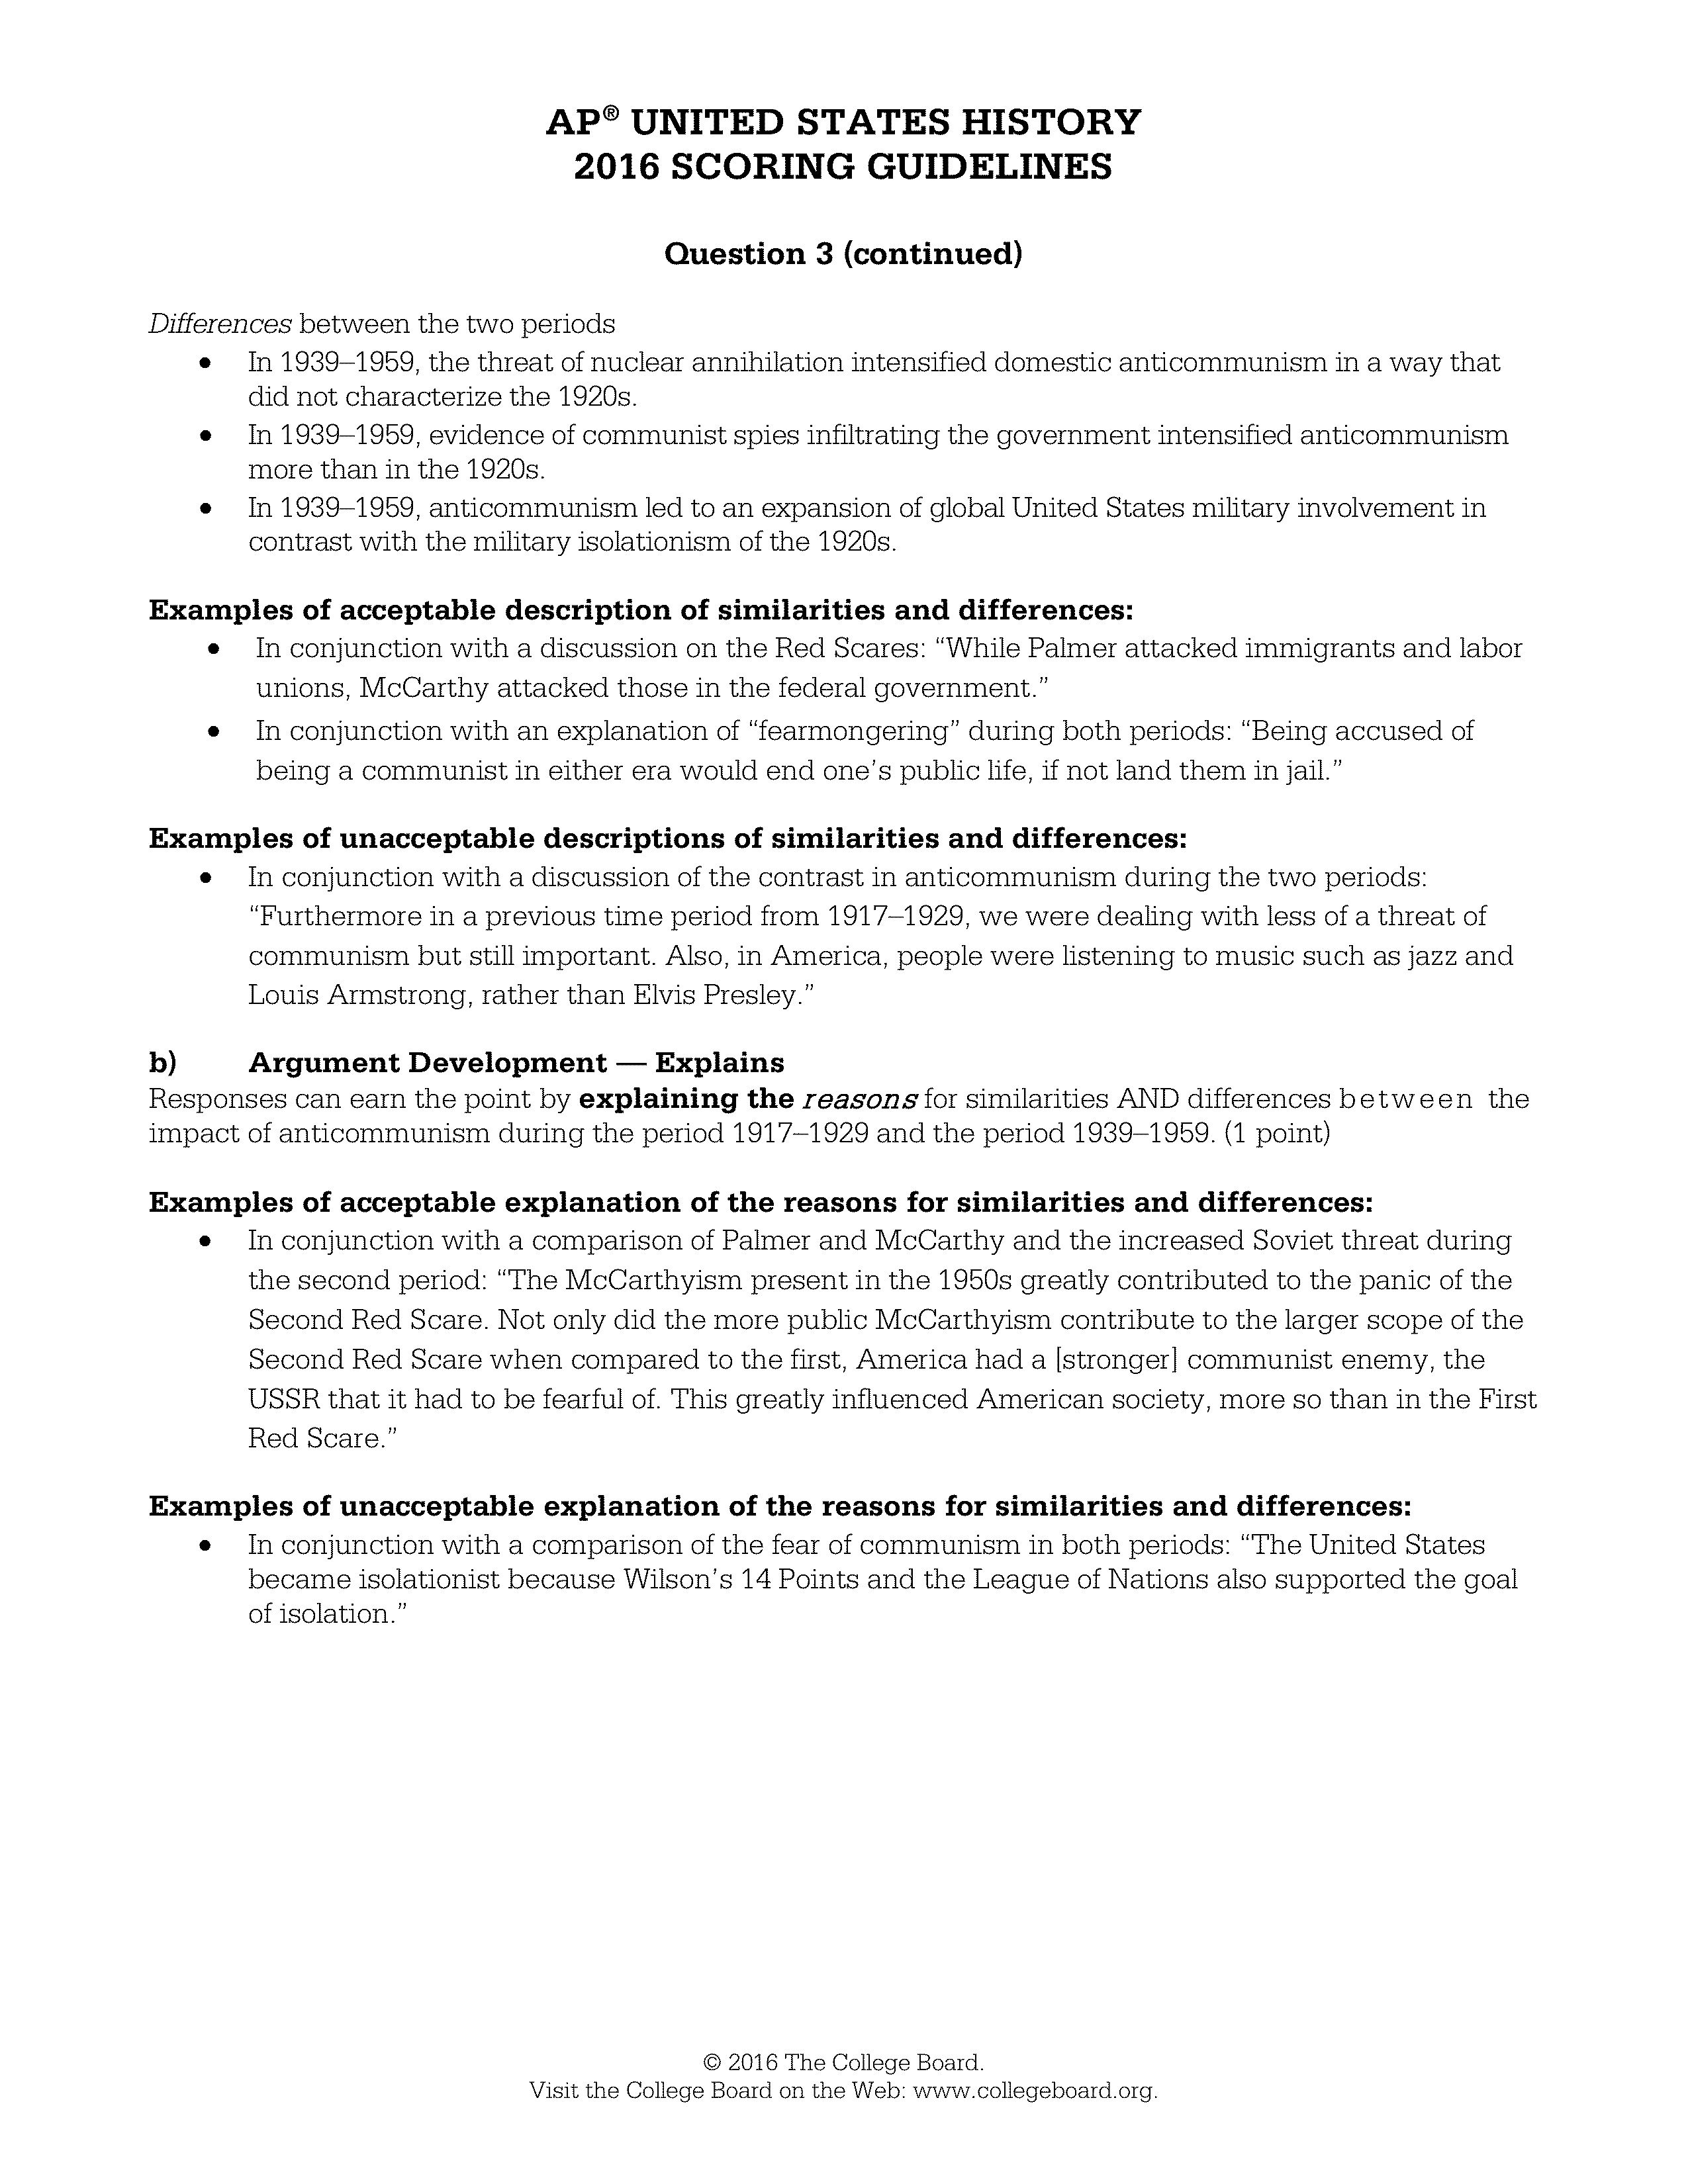 AP® UNITED STATES HISTORY
2016 SCORING GUIDELINES
Question 3 (continued)
Differences between the two periods
• In 1939–1959, the threat of nuclear annihilation intensified domestic anticommunism in a way that
did not characterize the 1920s.
• In 1939–1959, evidence of communist spies infiltrating the government intensified anticommunism
more than in the 1920s.
• In 1939–1959, anticommunism led to an expansion of global United States military involvement in
contrast with the military isolationism of the 1920s.
Examples of acceptable description of similarities and differences:
• In conjunction with a discussion on the Red Scares: “While Palmer attacked immigrants and labor
unions, McCarthy attacked those in the federal government.”
• In conjunction with an explanation of “fearmongering” during both periods: “Being accused of
being a communist in either era would end one’s public life, if not land them in jail.”
Examples of unacceptable descriptions of similarities and differences:
• In conjunction with a discussion of the contrast in anticommunism during the two periods:
“Furthermore in a previous time period from 1917–1929, we were dealing with less of a threat of
communism but still important. Also, in America, people were listening to music such as jazz and
Louis Armstrong, rather than Elvis Presley.”
b) Argument Development — Explains
Responses can earn the point by explaining the reasons for similarities AND differences between the
impact of anticommunism during the period 1917–1929 and the period 1939–1959. (1 point)
Examples of acceptable explanation of the reasons for similarities and differences:
• In conjunction with a comparison of Palmer and McCarthy and the increased Soviet threat during
the second period: “The McCarthyism present in the 1950s greatly contributed to the panic of the
Second Red Scare. Not only did the more public McCarthyism contribute to the larger scope of the
Second Red Scare when compared to the first, America had a [stronger] communist enemy, the
USSR that it had to be fearful of. This greatly influenced American society, more so than in the First
Red Scare.”
Examples of unacceptable explanation of the reasons for similarities and differences:
• In conjunction with a comparison of the fear of communism in both periods: “The United States
became isolationist because Wilson’s 14 Points and the League of Nations also supported the goal
of isolation.”
© 2016 The College Board.
Visit the College Board on the Web: www.collegeboard.org.